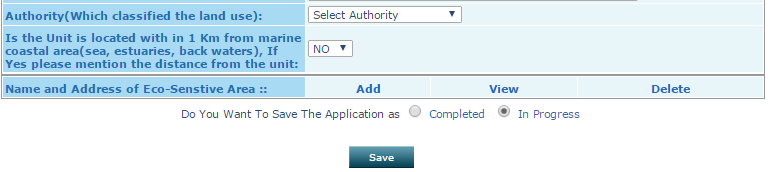 Authority(Which classified the land use): Select Authority
Is the Unit is located with in 1 Km from marine
coastal area(sea, estuaries, back waters), If
Yes please mention the distance from the unit: NO
Name and Address of Eco-Senstive Area :: Add View Delete
Do You Want To Save The Application as Completed In Progress
Save